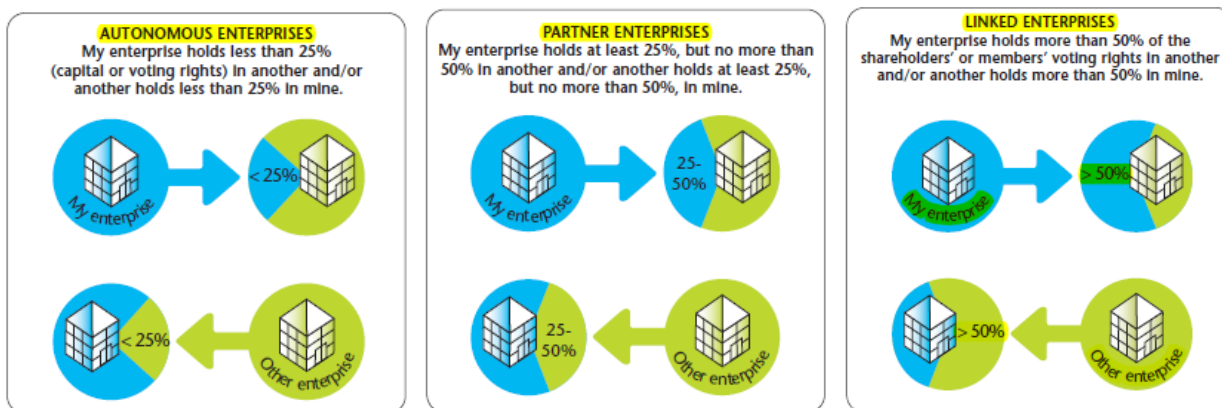 AUTONOMOUS ENTERPRISES
My enterprise holds less than 25%
(capital or voting rights) in another and/or
another holds less than 25% in mine.
< 25%
My enterprise
< 25%
Other enterprise
PARTNER ENTERPRISES
My enterprise holds at least 25%, but no more than
50% in another and/or another holds at least 25%,
but no more than 50%, in mine.
25-
50%
My enterprise
25-
50%
Other enterprise
LINKED ENTERPRISES
My enterprise holds more than 50% of the
shareholders' or members' voting rights in another
and/or another holds more than 50% in mine.
> 50%
My enterprise
> 50%
Other enterprise